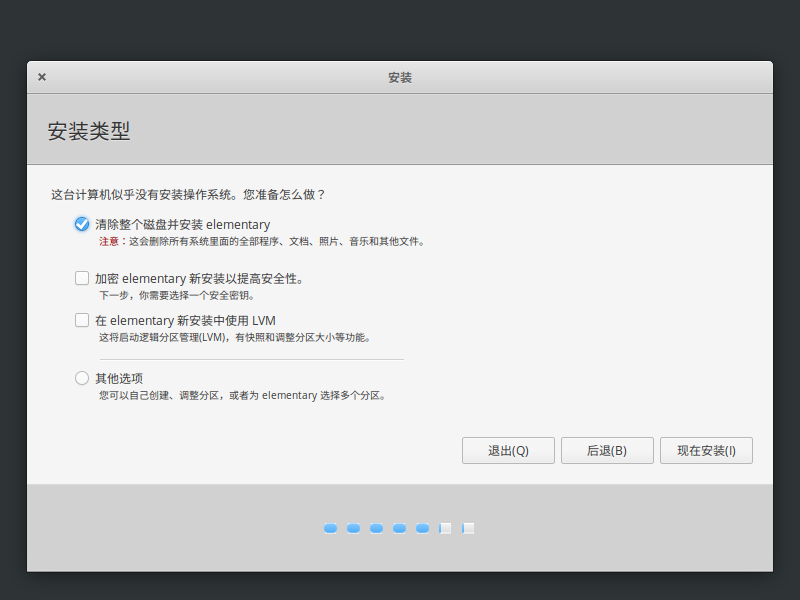 安装
安装类型
这台计算机似乎没有安装操作系统。您准备怎么做？
清除整个磁盘并安装 elementary
注意：这会删除所有系统里面的全部程序、文档、照片、音乐和其他文件。
加密 elementary 新安装以提高安全性。
下一步，你需要选择一个安全密钥。
在 elementary 新安装中使用 LVM
这将启动逻辑分区管理(LVM)，有快照和调整分区大小等功能。
其他选项
您可以自己创建、调整分区，或者为 elementary 选择多个分区。
退出(Q)
后退(B)
现在安装(I)